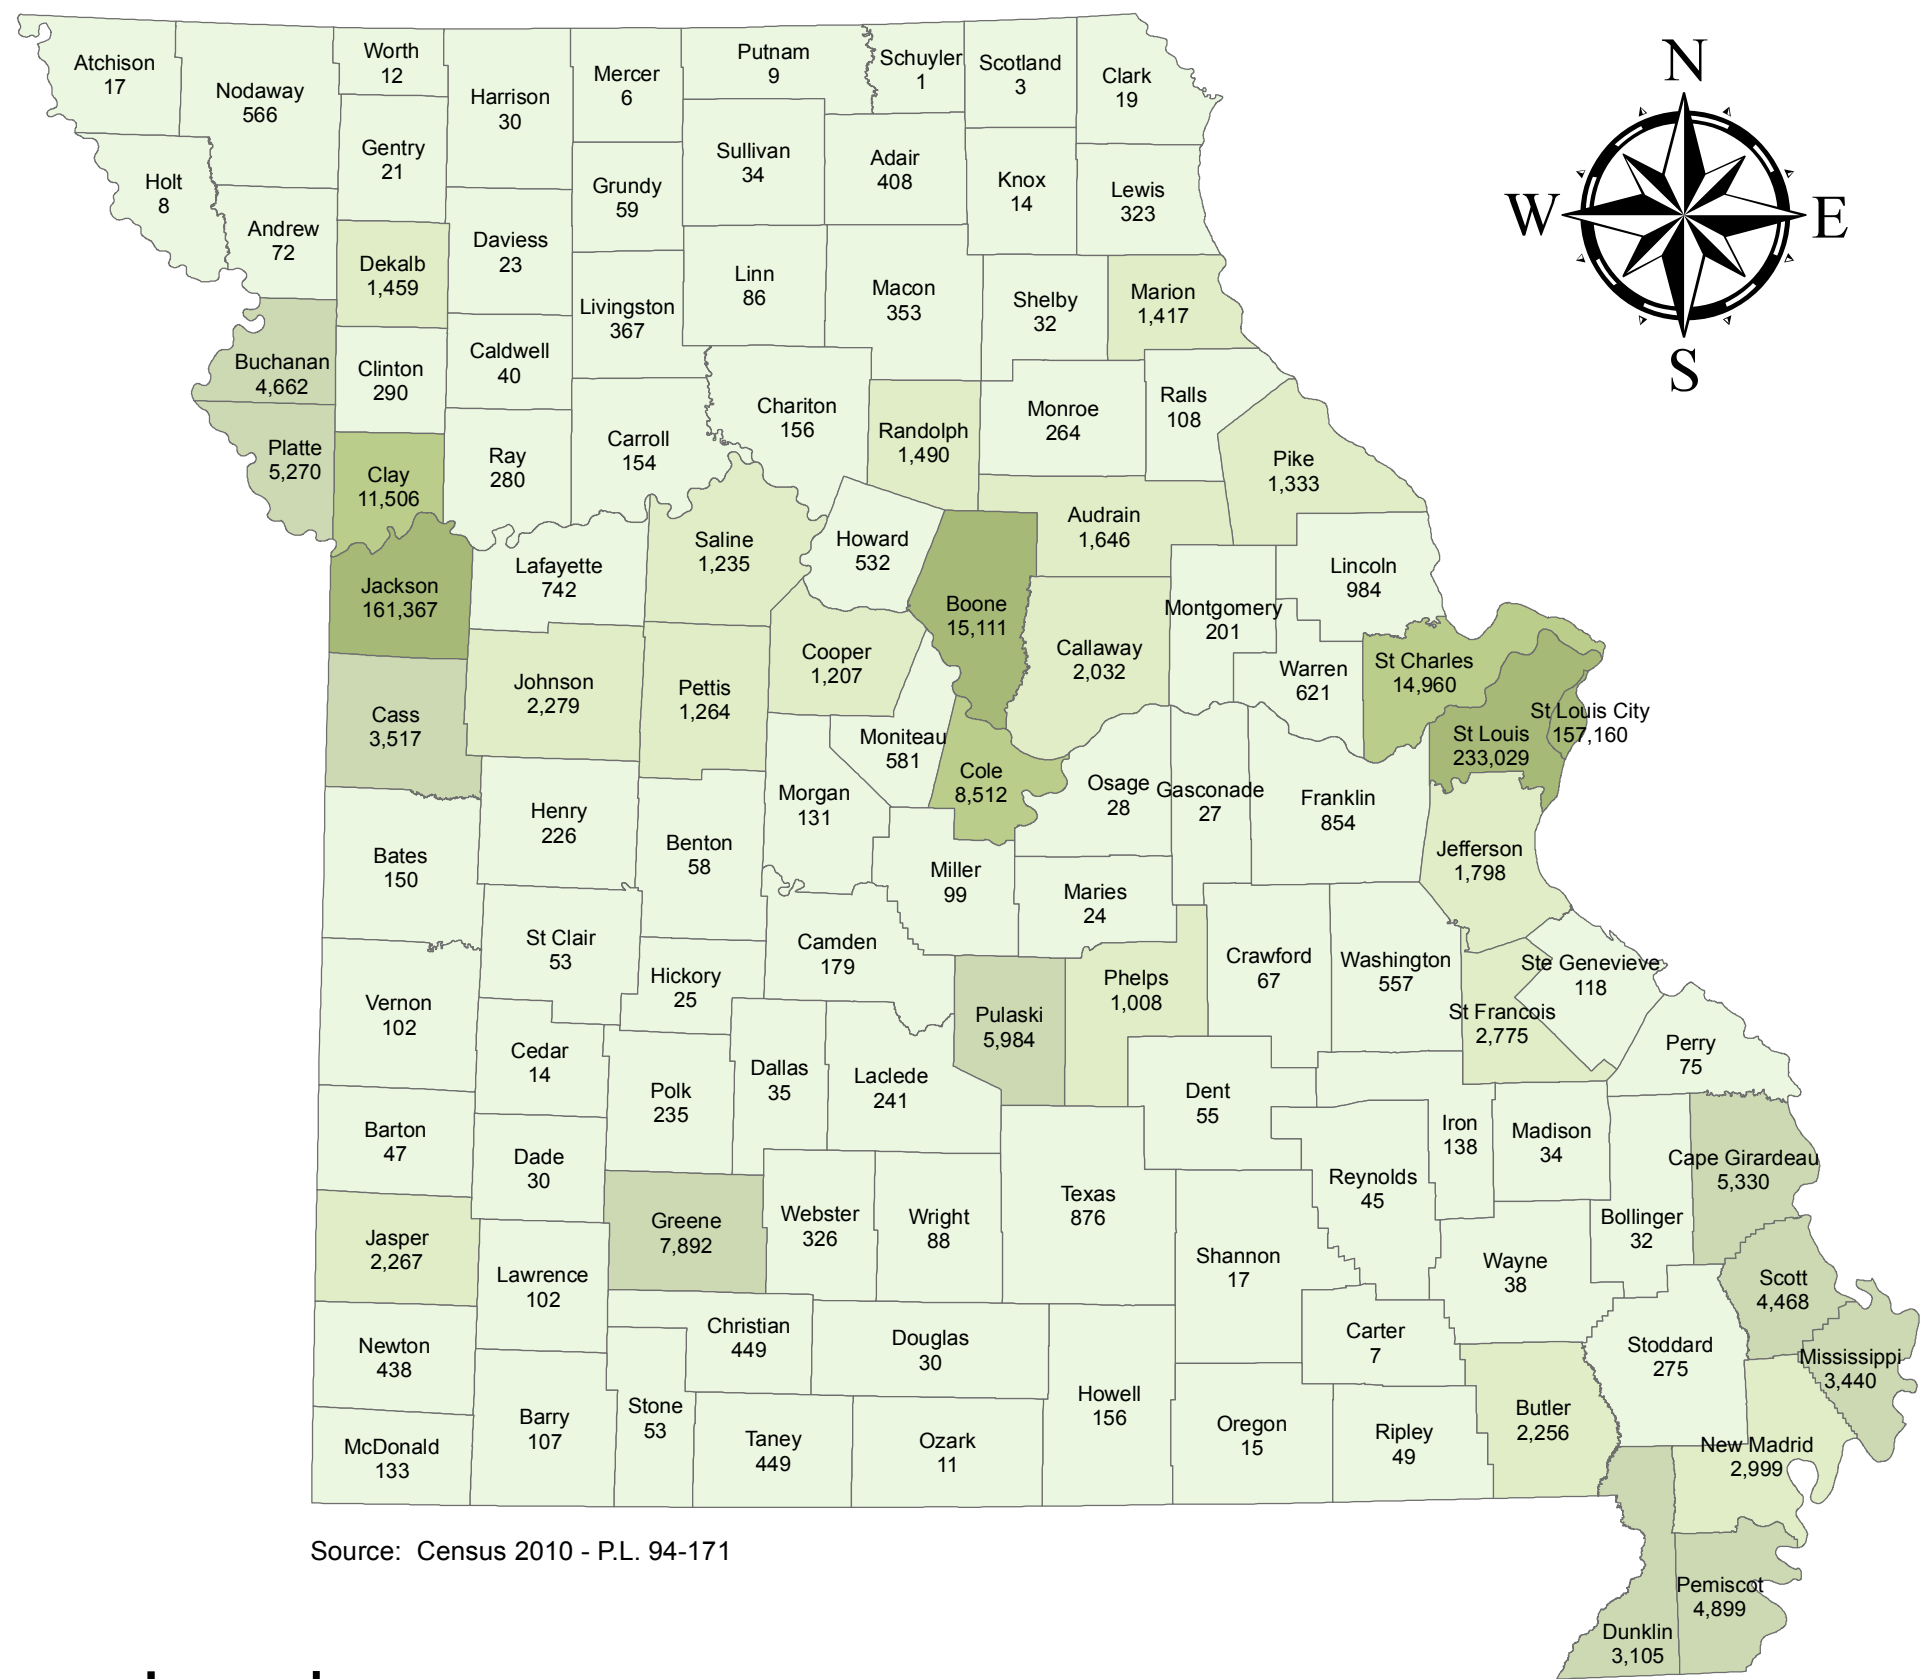 N
W
E
S
Atchison
17
Nodaway
566
Worth
12
Harrison
30
Mercer
6
Putnam
9
Schuyler
1
Scotland
3
Clark
19
Holt
8
Andrew
72
Gentry
21
Grundy
59
Sullivan
34
Adair
408
Knox
14
Lewis
323
Dekalb
1,459
Daviess
23
Livingston
367
Linn
86
Macon
353
Shelby
32
Marion
1,417
Buchanan
4,662
Clinton
290
Caldwell
40
Chariton
156
Randolph
1,490
Monroe
264
Ralls
108
Pike
1,333
Platte
5,270
Clay
11,506
Ray
280
Carroll
154
Saline
1,235
Howard
532
Audrain
1,646
Lincoln
984
Jackson
161,367
Lafayette
742
Boone
15,111
Callaway
2,032
Montgomery
201
Warren
621
St Charles
14,960
St Louis City
157,160
St Louis
233,029
Cass
3,517
Johnson
2,279
Pettis
1,264
Cooper
1,207
Moniteau
581
Cole
8,512
Osage
28
Gasconade
27
Franklin
854
Jefferson
1,798
Bates
150
Henry
226
Benton
58
Morgan
131
Miller
99
Maries
24
St Clair
53
Hickory
25
Camden
179
Pulaski
5,984
Phelps
1,008
Crawford
67
Washington
557
Ste Genevieve
118
St Francois
2,775
Perry
75
Vernon
102
Cedar
14
Polk
235
Dallas
35
Laclede
241
Dent
55
Iron
138
Madison
34
Cape Girardeau
5,330
Barton
47
Dade
30
Greene
7,892
Webster
326
Wright
88
Texas
876
Shannon
17
Reynolds
45
Wayne
38
Bollinger
32
Scott
4,468
Jasper
2,267
Lawrence
102
Christian
449
Douglas
30
Howell
156
Carter
7
Stoddard
275
Mississippi
3,440
Newton
438
McDonald
133
Barry
107
Stone
53
Taney
449
Ozark
11
Oregon
15
Ripley
49
Butler
2,256
New Madrid
2,999
Pemiscot
4,899
Dunklin
3,105
Source:  Census 2010 - P.L. 94-171